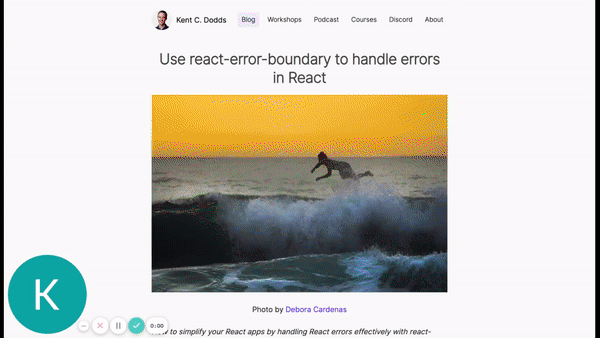 Kent C. Dodds Blog Workshops Podcast Courses Discord About
Use react-error-boundary to handle errors
in React
Photo by Debora Cardenas
K
0:00
to simplify your React apps by handling React errors effectively with react-